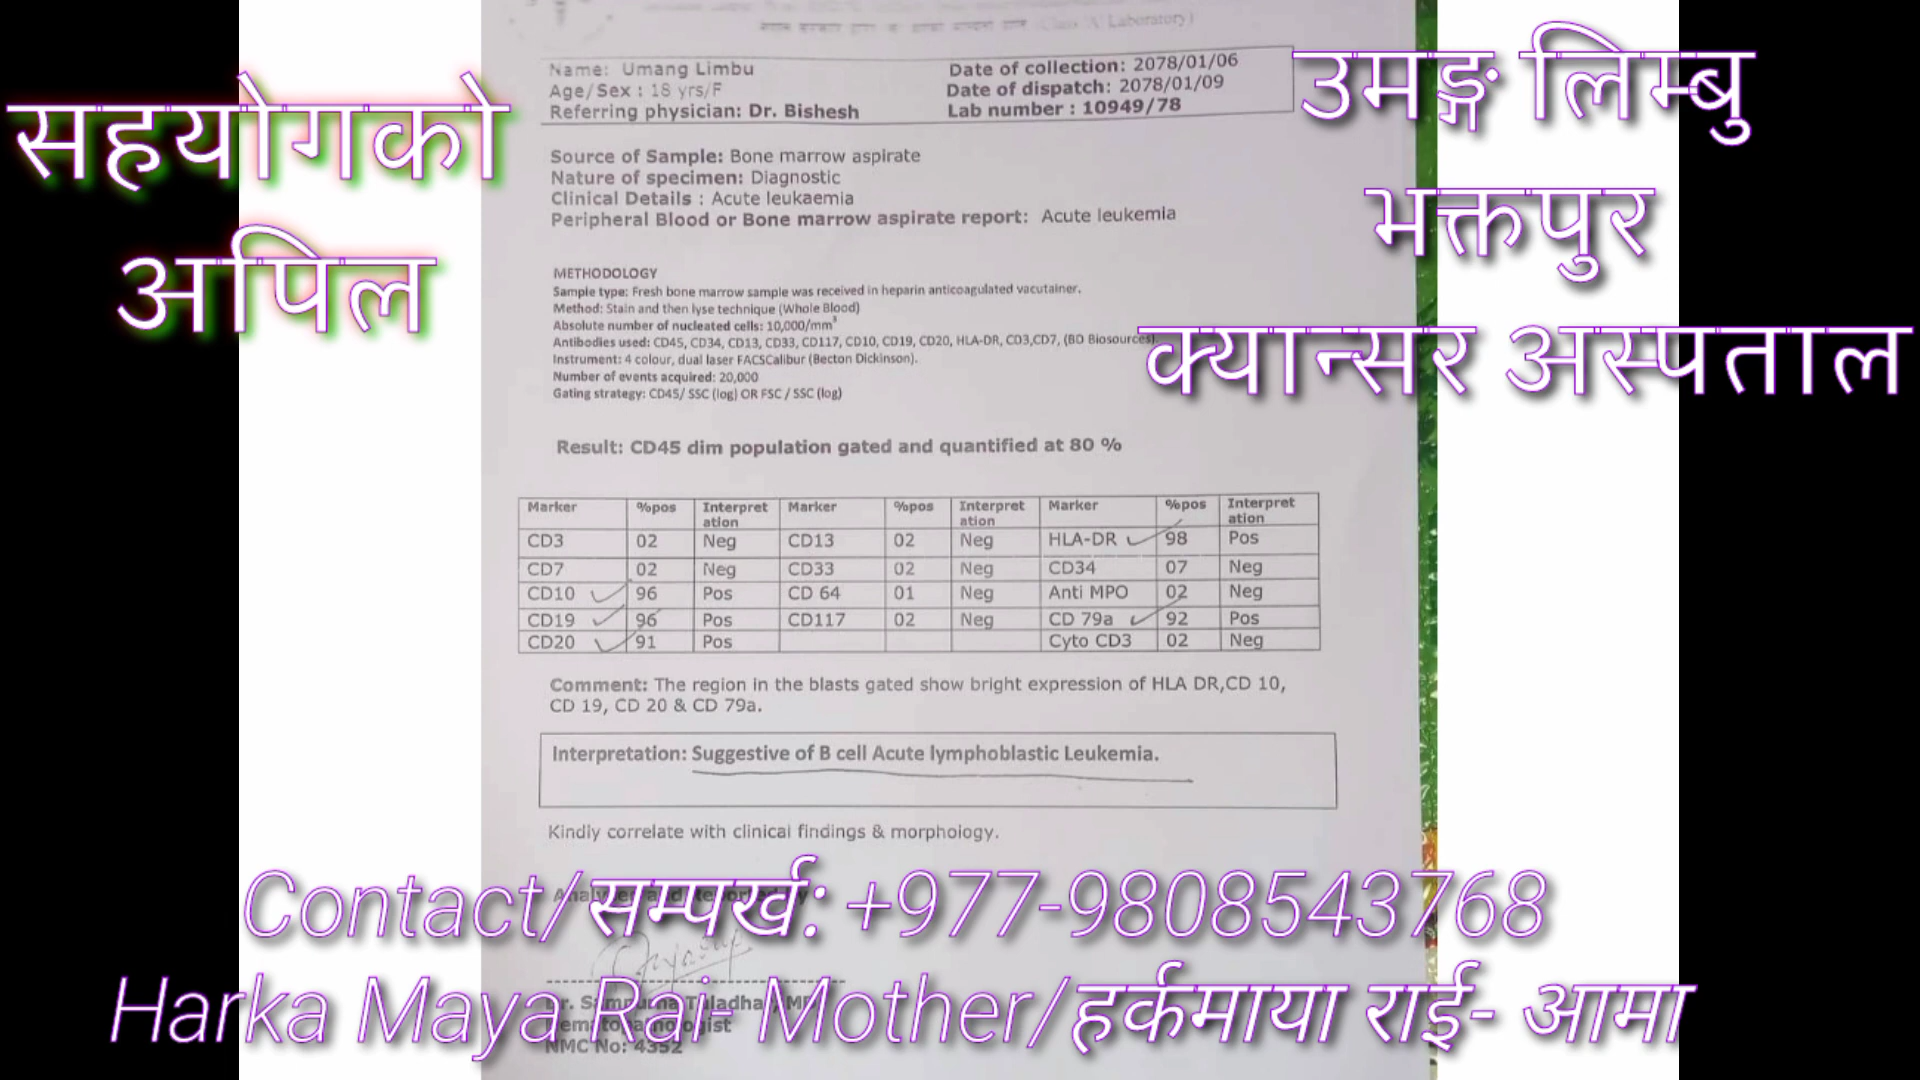 सहयोगको
अपिल
उमङ्ग लिम्बु
भक्तपुर
क्यान्सर अस्पताल
Laboratory)
Name: Umang Limbu
Age/Sex : 18 yrs/F
Referring physician: Dr. Bishesh
Date of collection: 2078/01/06
Date of dispatch: 2078/01/09
Lab number : 10949/78
Source of Sample: Bone marrow aspirate
Nature of specimen: Diagnostic
Clinical Details : Acute leukaemia
Peripheral Blood or Bone marrow aspirate report: Acute leukemia
METHODOLOGY
Sample type: Fresh bone marrow sample was received in heparin anticoagulated vacutainer.
Method: Stain and then lyse technique (Whole Blood)
Absolute number of nucleated cells: 10,000/mm³
Antibodies used: CD45, CD34, CD13, CD33, CD117, CD10, CD19, CD20, HLA-DR, CD3,CD7, (BD Biosources).
Instrument: 4 colour, dual laser FACSCalibur (Becton Dickinson).
Number of events acquired: 20,000
Gating strategy: CD45/ SSC (log) OR FSC / SSC (log)
Result: CD45 dim population gated and quantified at 80 %
Marker %pos Interpretation Marker %pos Interpretation Marker %pos Interpretation
CD3 02 Neg CD13 02 Neg HLA-DR 98 Pos
CD7 02 Neg CD33 02 Neg CD34 07 Neg
CD10 96 Pos CD 64 01 Neg Anti MPO 02 Neg
CD19 96 Pos CD117 02 Neg CD 79a 92 Pos
CD20 91 Pos Cyto CD3 02 Neg
Comment: The region in the blasts gated show bright expression of HLA DR,CD 10,
CD 19, CD 20 & CD 79a.
Interpretation: Suggestive of B cell Acute lymphoblastic Leukemia.
Kindly correlate with clinical findings & morphology.
Contact/सम्पर्ख: +977-9808543768
Harka Maya Rai- Mother/हर्कमाया राई- आमा
NMC No: 4352